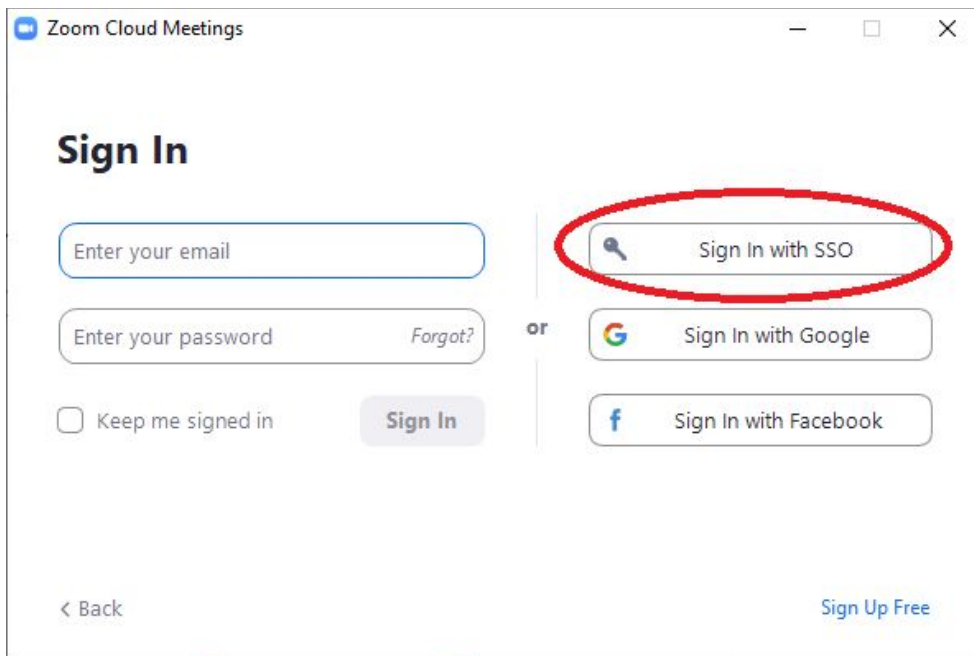 Zoom Cloud Meetings
Sign In
Enter your email
Enter your password
Forgot?
Keep me signed in
Sign In
or
Sign In with SSO
Sign In with Google
Sign In with Facebook
< Back
Sign Up Free